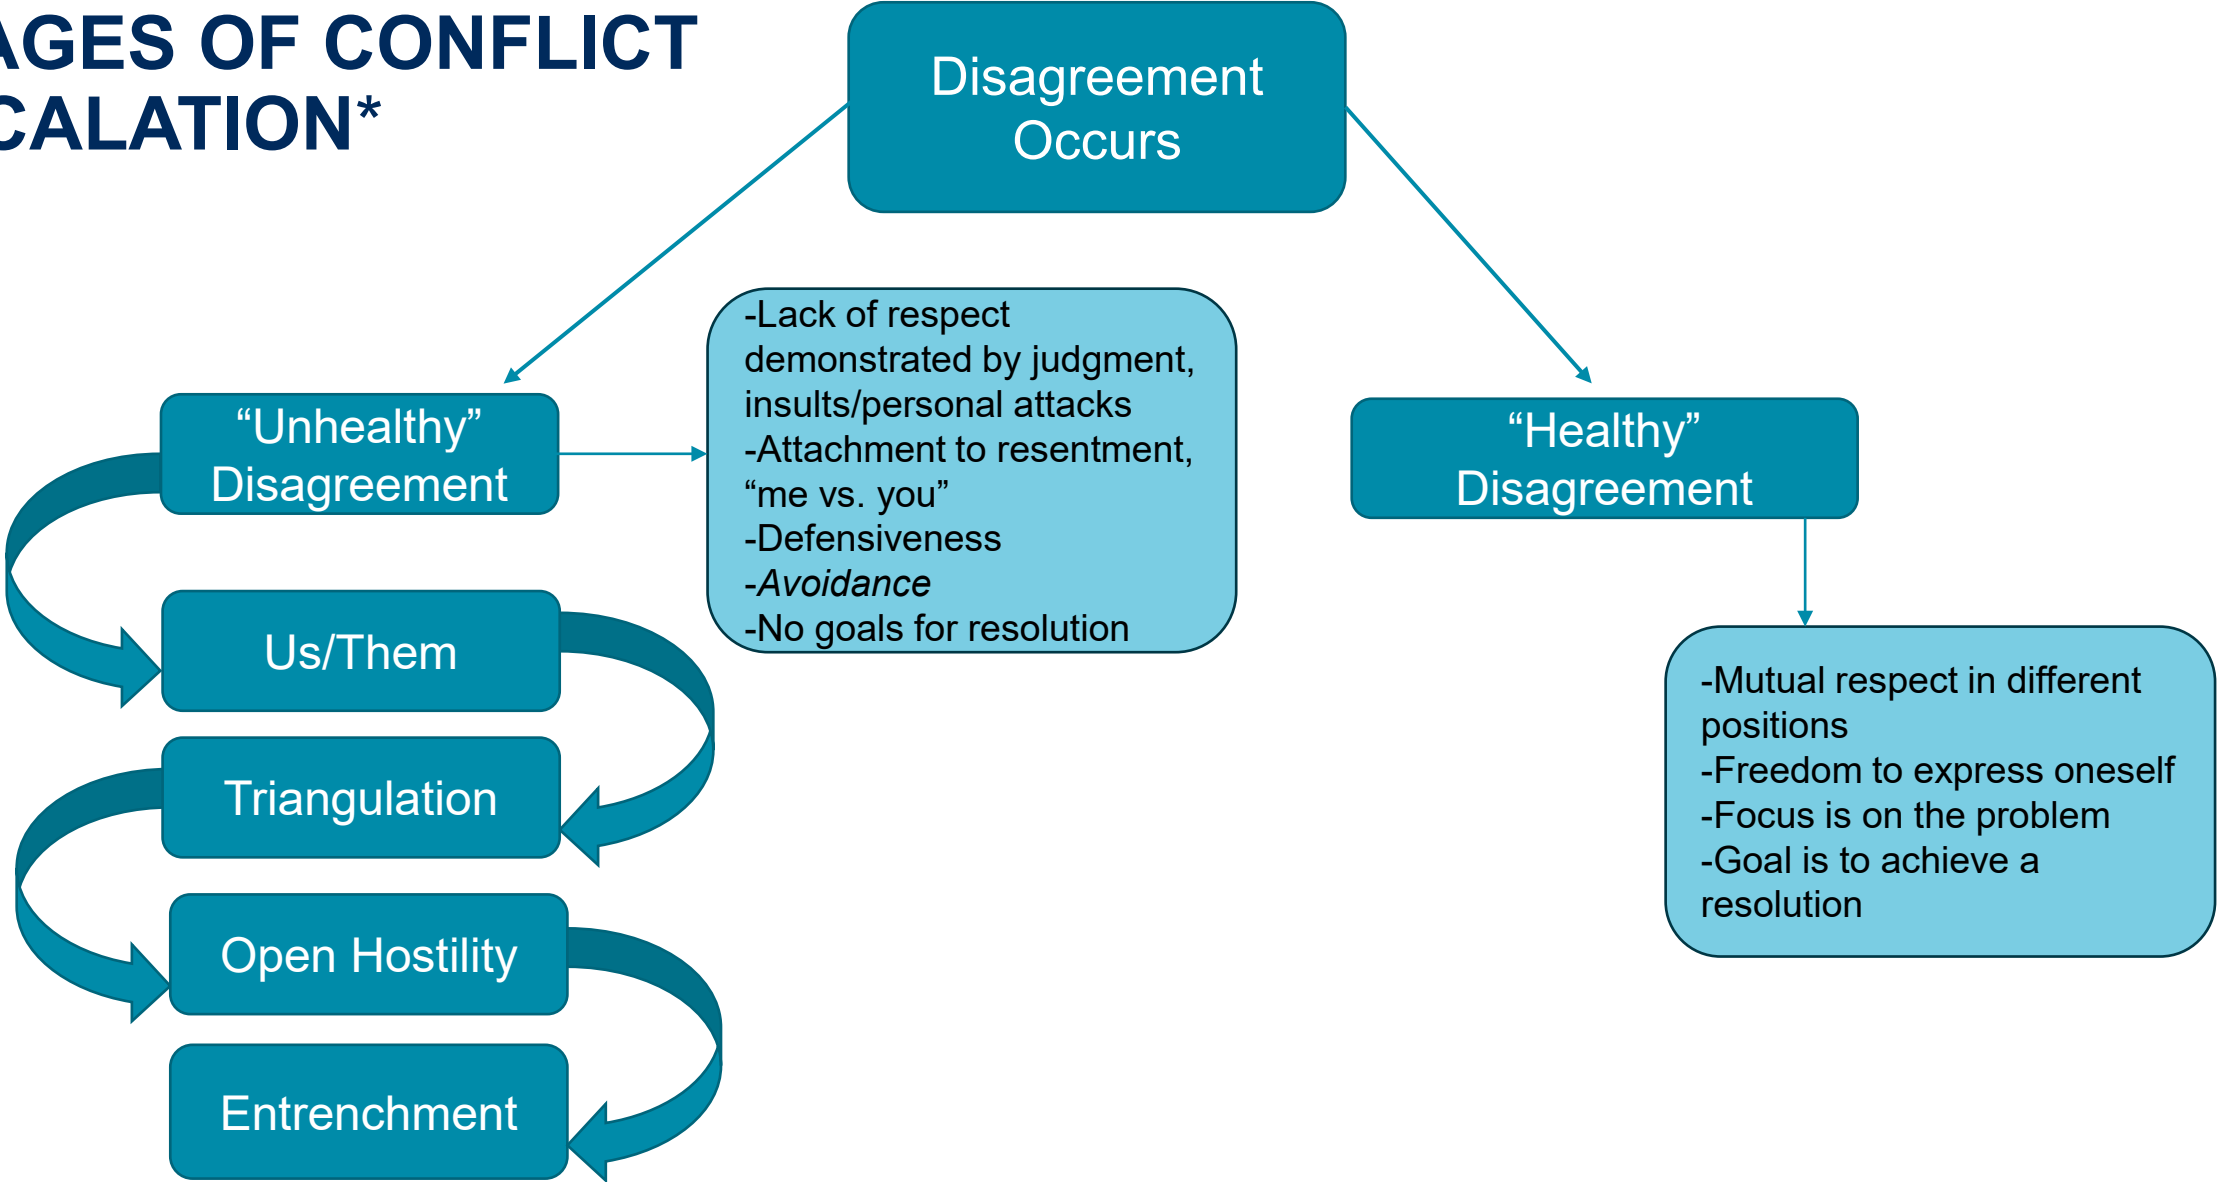 AGES OF CONFLICT
CALATION*
Disagreement
Occurs
“Unhealthy”
Disagreement
-Lack of respect
demonstrated by judgment,
insults/personal attacks
-Attachment to resentment,
“me vs. you”
-Defensiveness
-Avoidance
-No goals for resolution
“Healthy”
Disagreement
-Mutual respect in different
positions
-Freedom to express oneself
-Focus is on the problem
-Goal is to achieve a
resolution
Us/Them
Triangulation
Open Hostility
Entrenchment